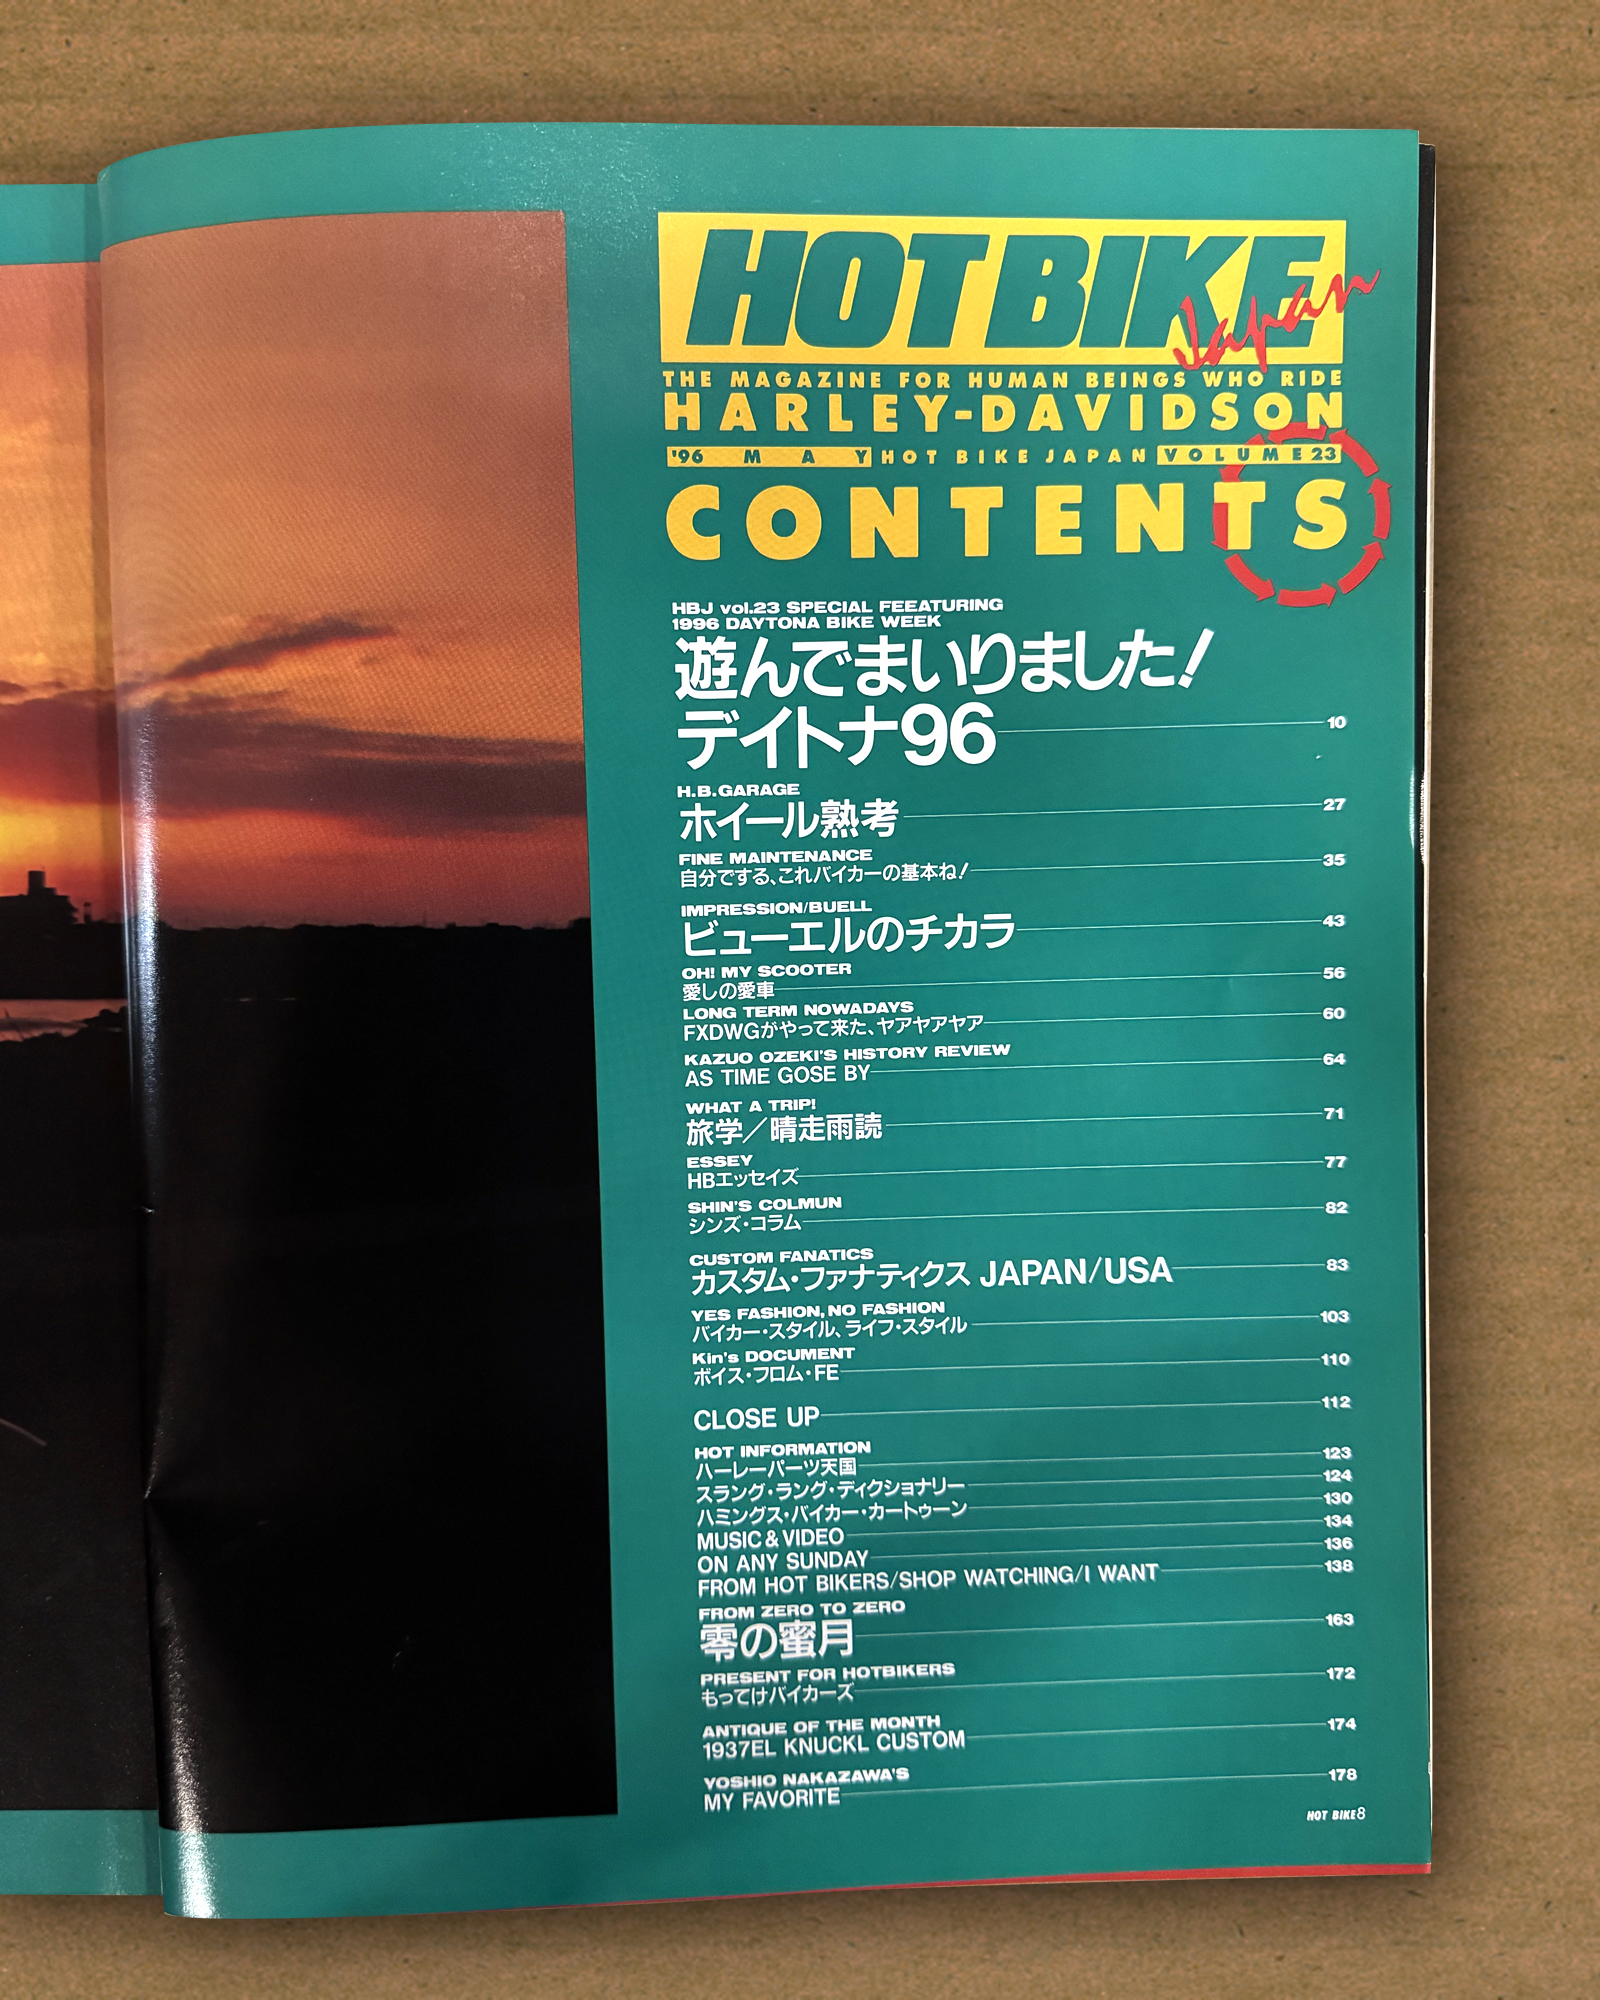 HOT BIKE
Japan
THE MAGAZINE FOR HUMAN BEINGS WHO RIDE
HARLEY-DAVIDSON
'96 MAY HOT BIKE JAPAN VOLUME 23
CONTENTS
HBJ vol.23 SPECIAL FEEATURING
1996 DAYTONA BIKE WEEK
遊んでまいりました!
デイトナ96 10
H.B.GARAGE
ホイール熟考 27
FINE MAINTENANCE
自分でする、これバイカーの基本ね! 35
IMPRESSION/BUELL
ビューエルのチカラ 43
OH! MY SCOOTER
愛しの愛車 56
LONG TERM NOWADAYS
FXDWGがやって来た、ヤアヤアヤア 60
KAZUO OZEKI'S HISTORY REVIEW
AS TIME GOSE BY 64
WHAT A TRIP!
旅学／晴走雨読 71
ESSEY
HBエッセイズ 77
SHIN'S COLMUN
シンズ・コラム 82
CUSTOM FANATICS
カスタム・ファナティクス JAPAN/USA 83
YES FASHION, NO FASHION
バイカー・スタイル、ライフ・スタイル 103
Kin's DOCUMENT
ボイス・フロム・FE 110
CLOSE UP 112
HOT INFORMATION
ハーレーパーツ天国 123
スラング・ラング・ディクショナリー 124
ハミングス・バイカー・カートゥーン 130
MUSIC & VIDEO 134
ON ANY SUNDAY 136
FROM HOT BIKERS/SHOP WATCHING/I WANT 138
FROM ZERO TO ZERO
零の蜜月 163
PRESENT FOR HOTBIKERS
もってけバイカーズ 172
ANTIQUE OF THE MONTH
1937EL KNUCKL CUSTOM 174
YOSHIO NAKAZAWA'S
MY FAVORITE 178
HOT BIKE 8